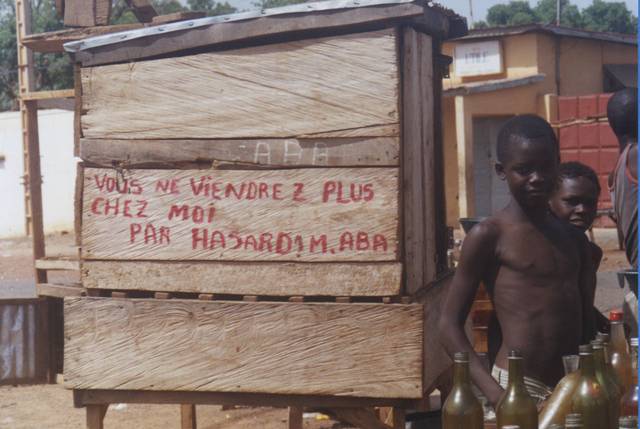 ABA
VOUS NE VIENDREZ PLUS
CHEZ MOI
PAR HASARD! M. ABA